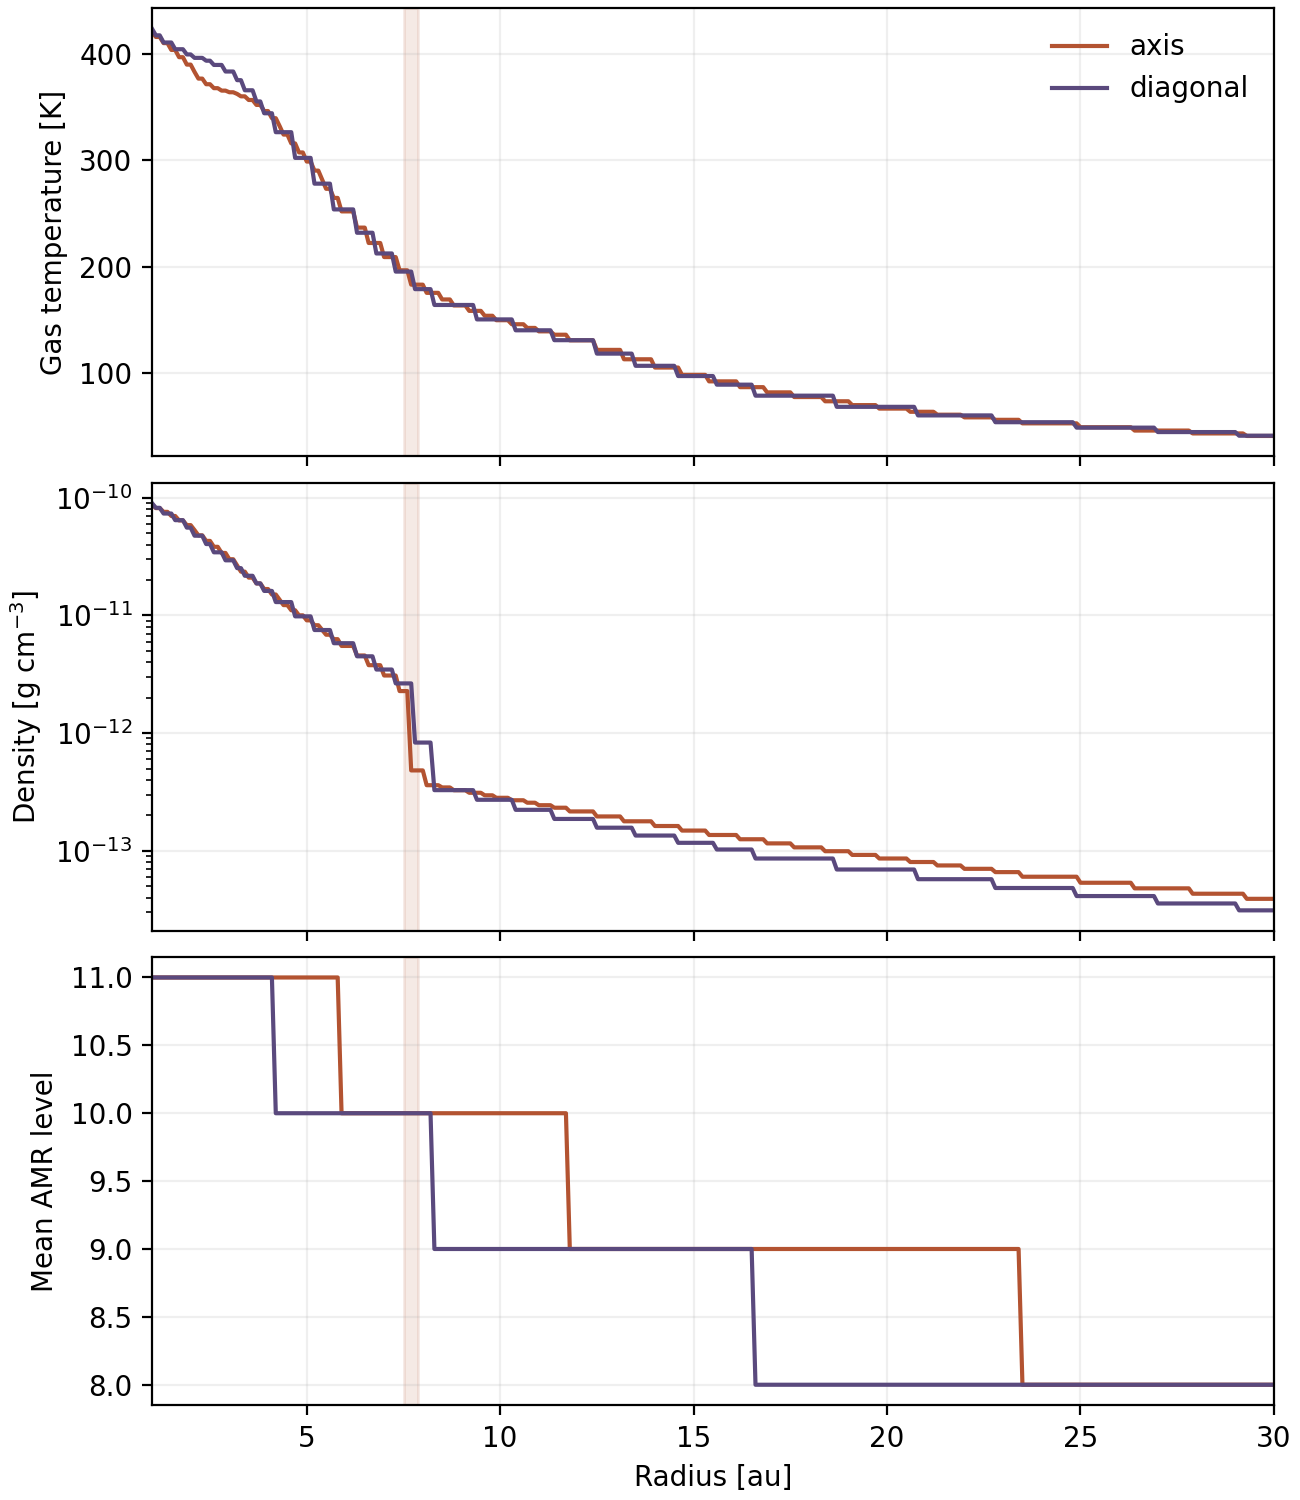 400
300
200
100
Gas temperature [K]
axis
diagonal
10⁻¹⁰
10⁻¹¹
10⁻¹²
10⁻¹³
Density [g cm⁻³]
11.0
10.5
10.0
9.5
9.0
8.5
8.0
Mean AMR level
5 10 15 20 25 30
Radius [au]